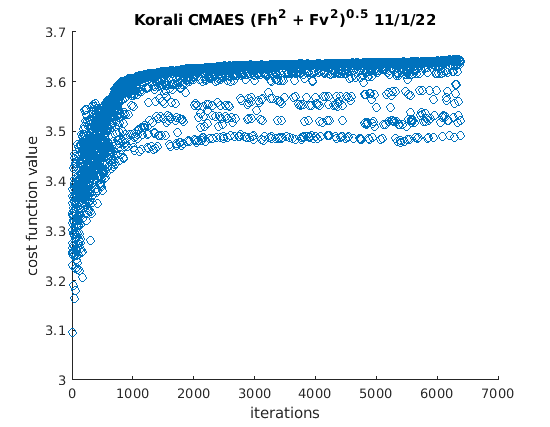 Korali CMAES (Fh² + Fv²)⁰·⁵ 11/1/22
3.7
3.6
3.5
3.4
3.3
3.2
3.1
3
cost function value
0 1000 2000 3000 4000 5000 6000 7000
iterations